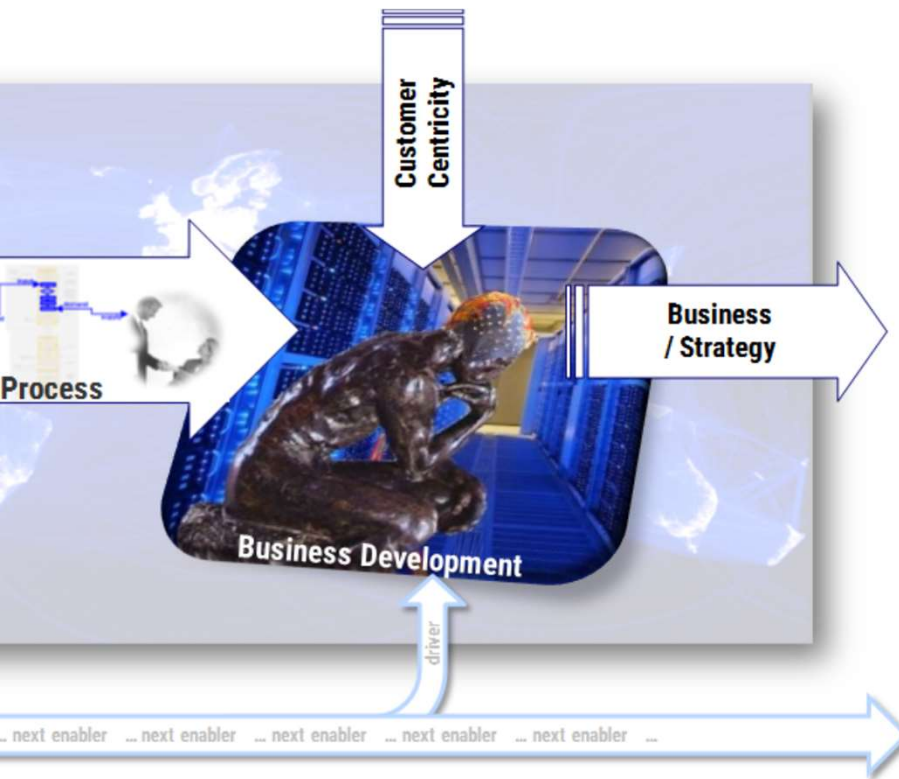 Customer
Centricity
Process
Business
/ Strategy
Business Development
driver
... next enabler ... next enabler ... next enabler ... next enabler ... next enabler ...